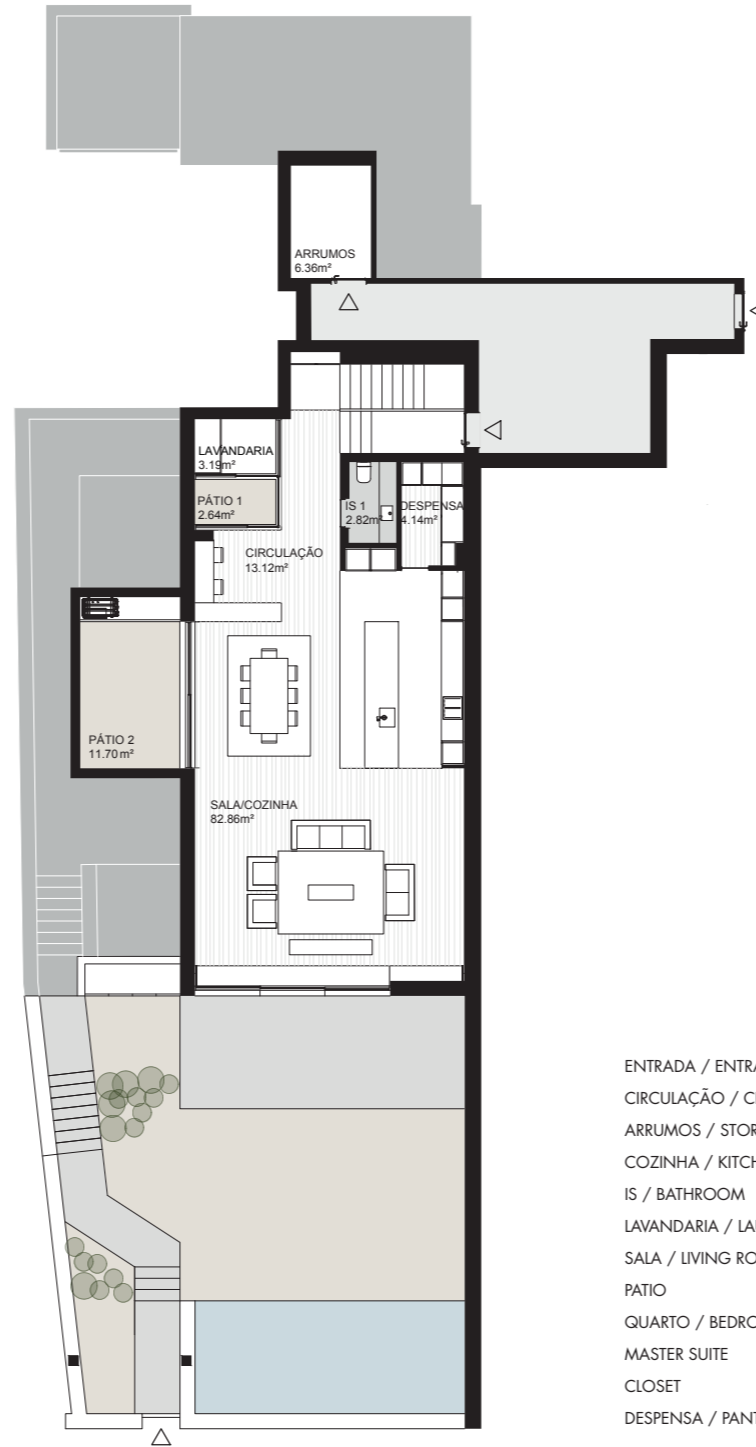 ARRUMOS
6.36m²
LAVANDARIA
3.19m²
PÁTIO 1
2.64m²
IS 1
2.82m²
DESPENSA
4.14m²
CIRCULAÇÃO
13.12m²
PÁTIO 2
11.70m²
SALA/COZINHA
82.86m²
ENTRADA / ENTRA
CIRCULAÇÃO / C
ARRUMOS / STOR
COZINHA / KITCH
IS / BATHROOM
LAVANDARIA / LA
SALA / LIVING RO
PATIO
QUARTO / BEDRO
MASTER SUITE
CLOSET
DESPENSA / PANT